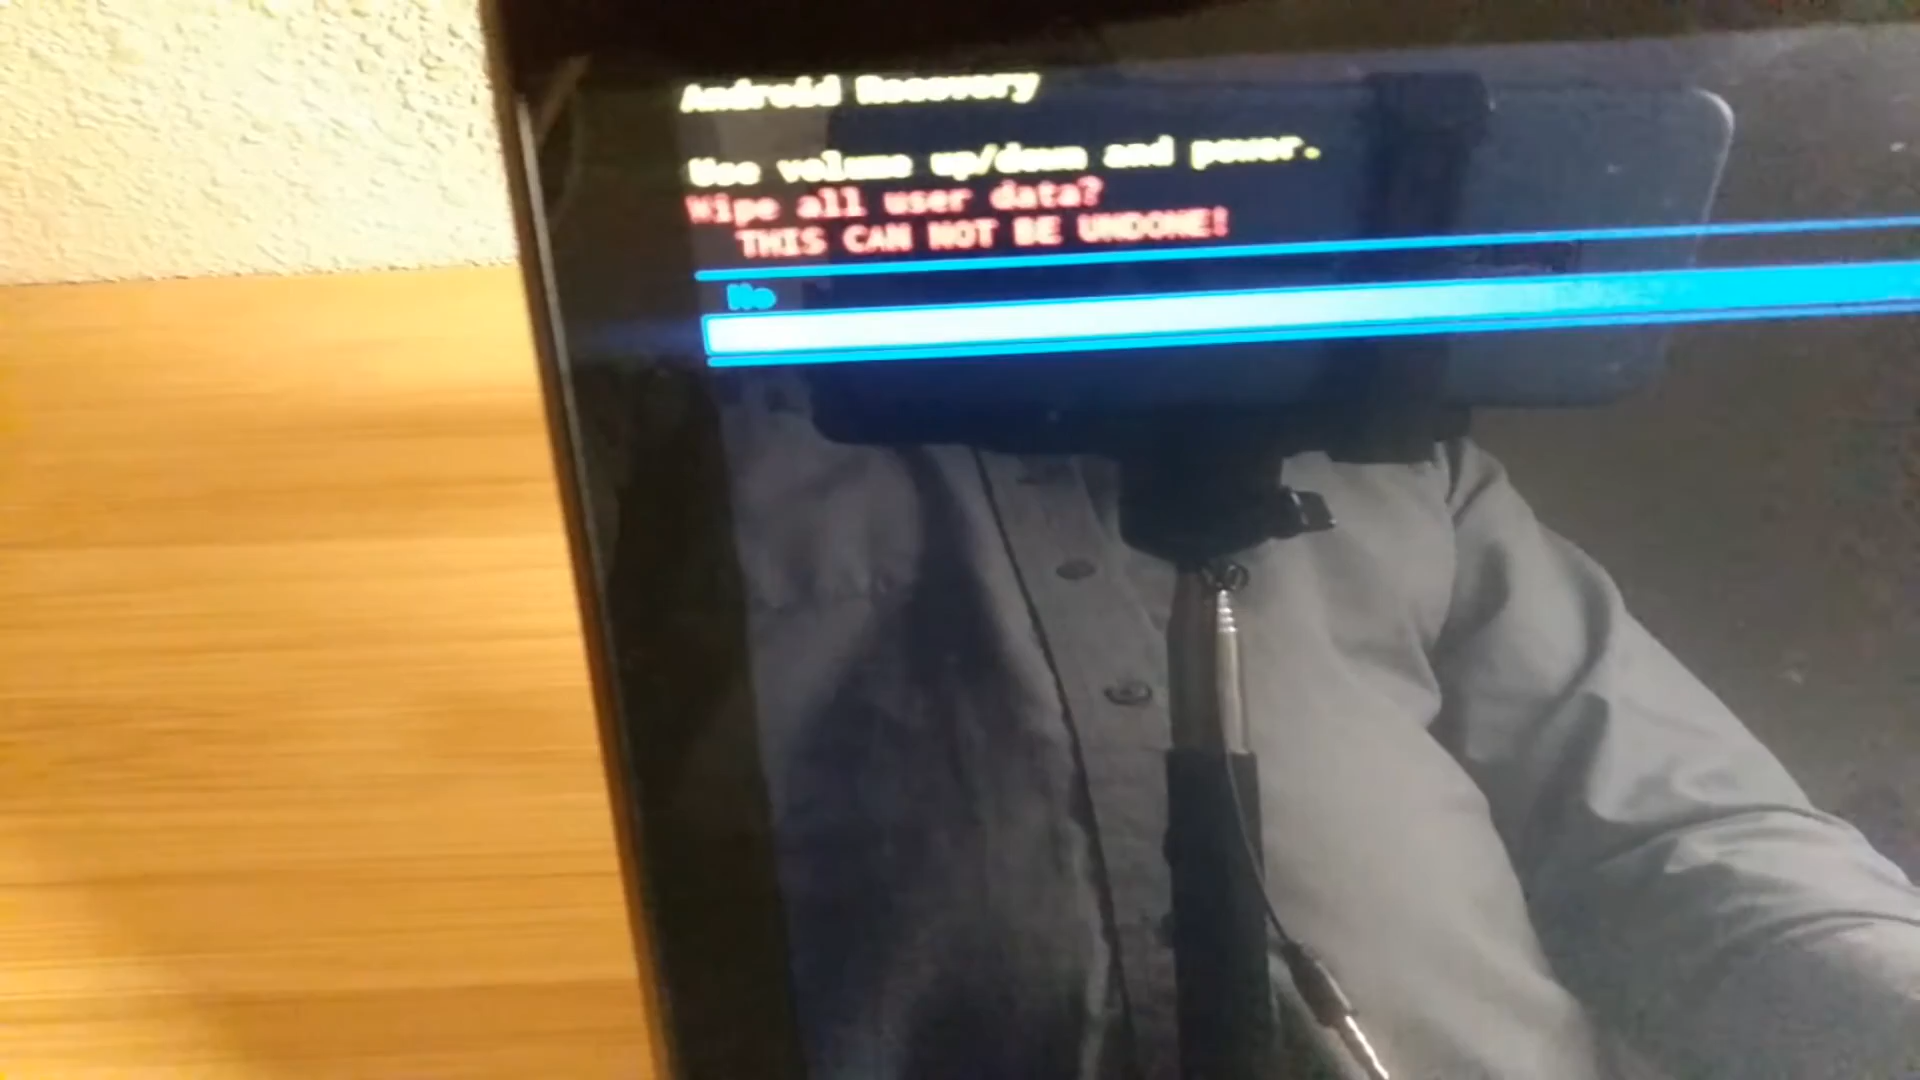 Android Recovery
Use volume up/down and power.
Wipe all user data?
THIS CAN NOT BE UNDONE!
No